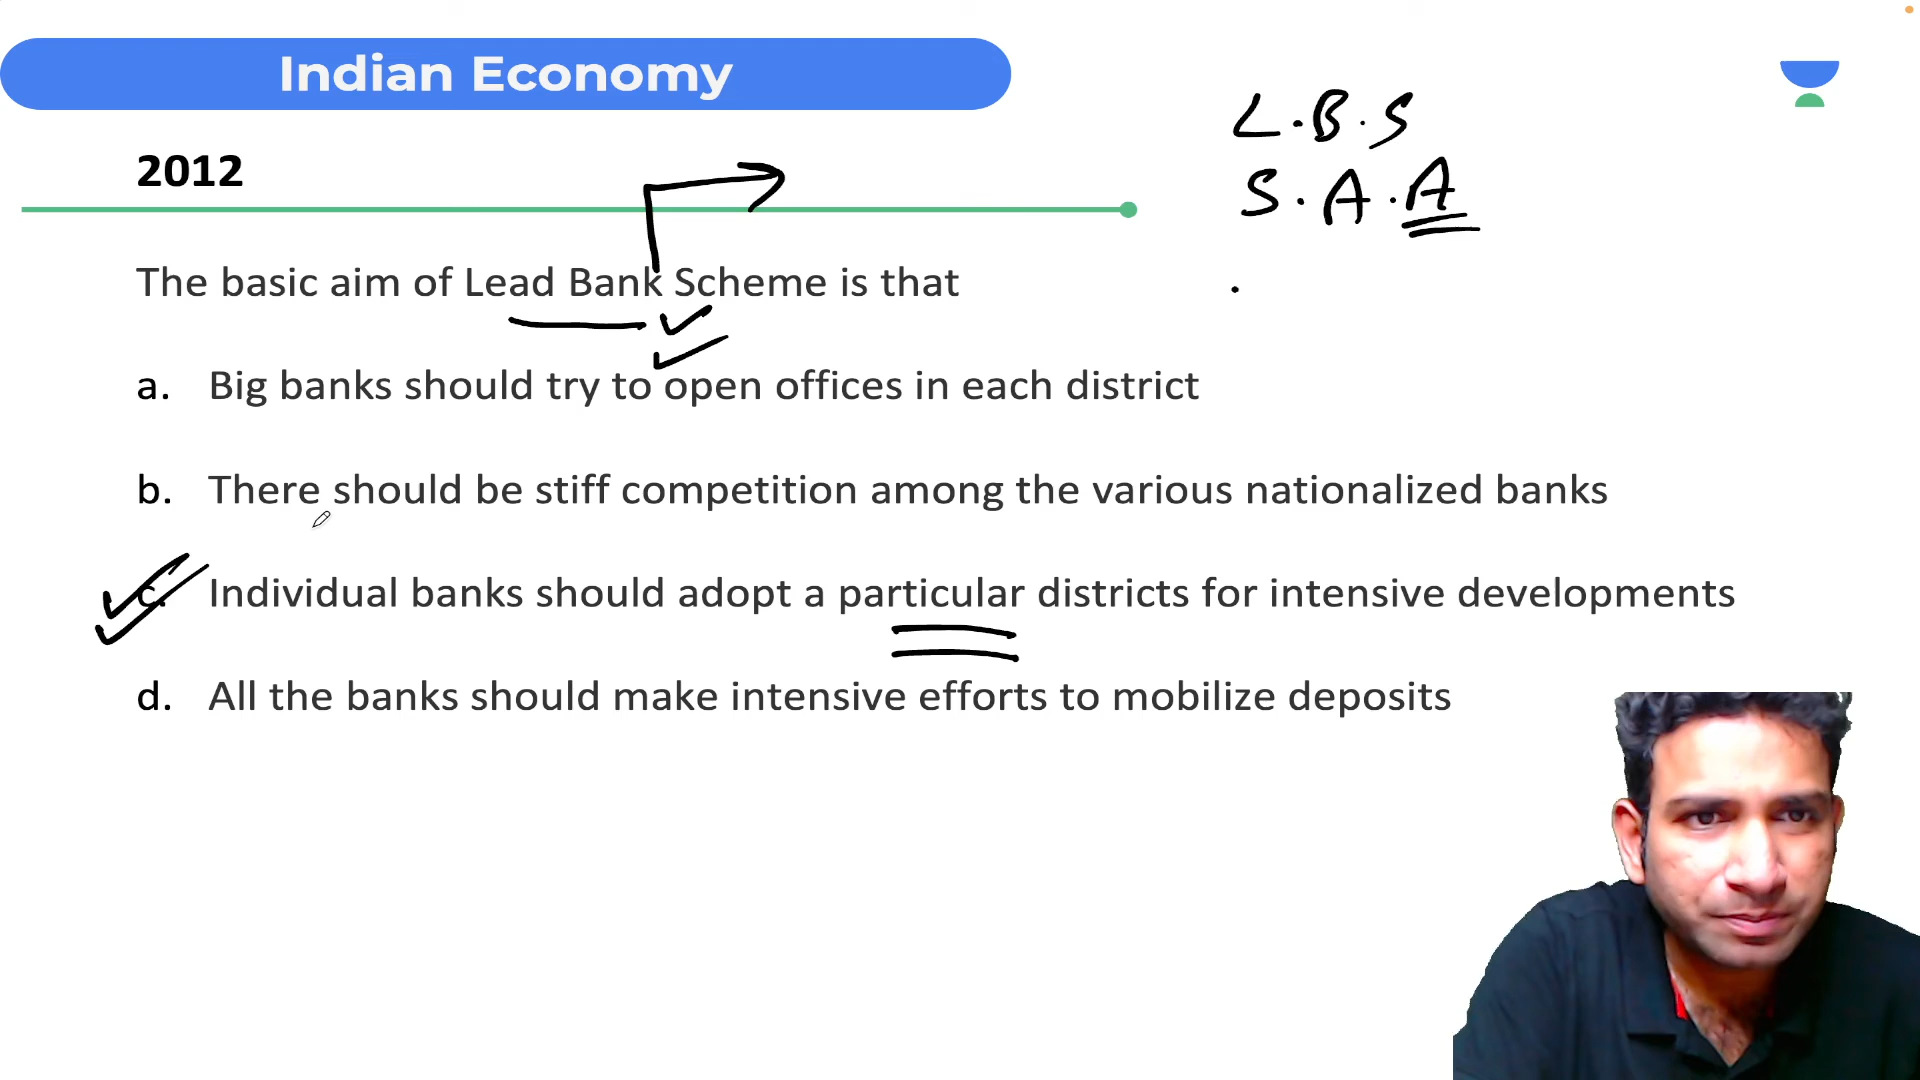 Indian Economy
L.B.S
2012
S.A.A
The basic aim of Lead Bank Scheme is that
a. Big banks should try to open offices in each district
b. There should be stiff competition among the various nationalized banks
c. Individual banks should adopt a particular districts for intensive developments
d. All the banks should make intensive efforts to mobilize deposits